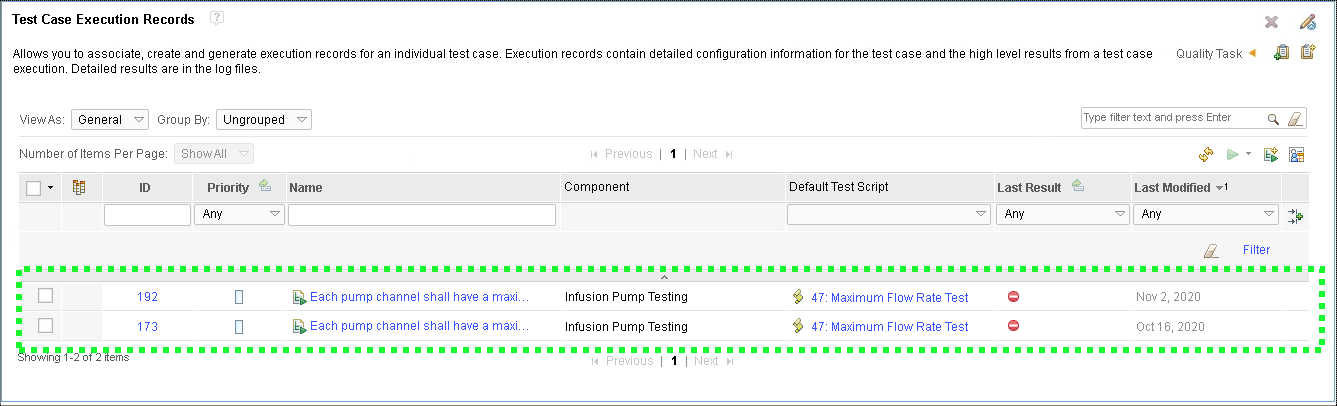 Test Case Execution Records ?
Allows you to associate, create and generate execution records for an individual test case. Execution records contain detailed configuration information for the test case and the high level results from a test case
execution. Detailed results are in the log files.
Quality Task
View As: General Group By: Ungrouped
Type filter text and press Enter
Number of Items Per Page: Show All
Previous | 1 | Next
ID Priority Name Component Default Test Script Last Result Last Modified 1
Any Any Any
Filter
192 Each pump channel shall have a maxi... Infusion Pump Testing 47: Maximum Flow Rate Test Nov 2, 2020
173 Each pump channel shall have a maxi... Infusion Pump Testing 47: Maximum Flow Rate Test Oct 16, 2020
Showing 1-2 of 2 items
Previous | 1 | Next